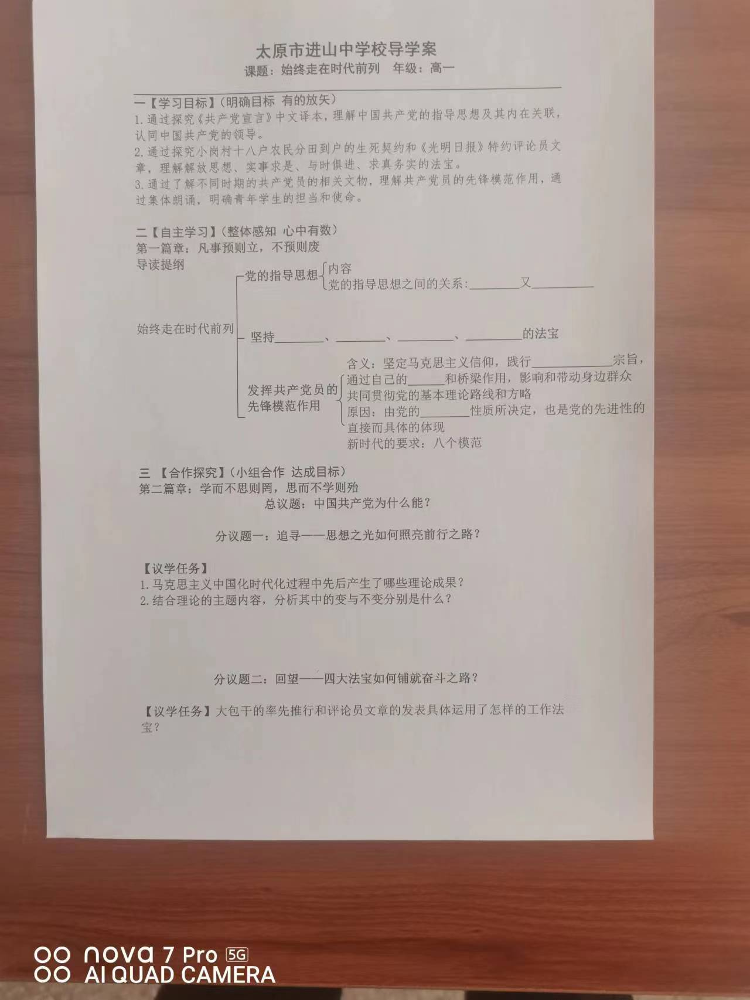 太原市进山中学校导学案
课题：始终走在时代前列 年级：高一
一【学习目标】（明确目标 有的放矢）
1.通过探究《共产党宣言》中文译本，理解中国共产党的指导思想及其内在关联，
认同中国共产党的领导。
2.通过探究小岗村十八户农民分田到户的生死契约和《光明日报》特约评论员文
章，理解解放思想、实事求是、与时俱进、求真务实的法宝。
3.通过了解不同时期的共产党员的相关文物，理解共产党员的先锋模范作用，通
过集体朗诵，明确青年学生的担当和使命。
二【自主学习】（整体感知 心中有数）
第一篇章：凡事预则立，不预则废
导读提纲
党的指导思想
内容
党的指导思想之间的关系:________又__________
始终走在时代前列
坚持________、________、_________、_________的法宝
发挥共产党员的
先锋模范作用
含义：坚定马克思主义信仰，践行_____________宗旨，
通过自己的______和桥梁作用，影响和带动身边群众
共同贯彻党的基本理论路线和方略
原因：由党的________性质所决定，也是党的先进性的
直接而具体的体现
新时代的要求：八个模范
三 【合作探究】（小组合作 达成目标）
第二篇章：学而不思则罔，思而不学则殆
总议题：中国共产党为什么能？
分议题一：追寻——思想之光如何照亮前行之路？
【议学任务】
1.马克思主义中国化时代化过程中先后产生了哪些理论成果？
2.结合理论的主题内容，分析其中的变与不变分别是什么？
分议题二：回望——四大法宝如何铺就奋斗之路？
【议学任务】大包干的率先推行和评论员文章的发表具体运用了怎样的工作法
宝？
nova 7 Pro 5G
AI QUAD CAMERA